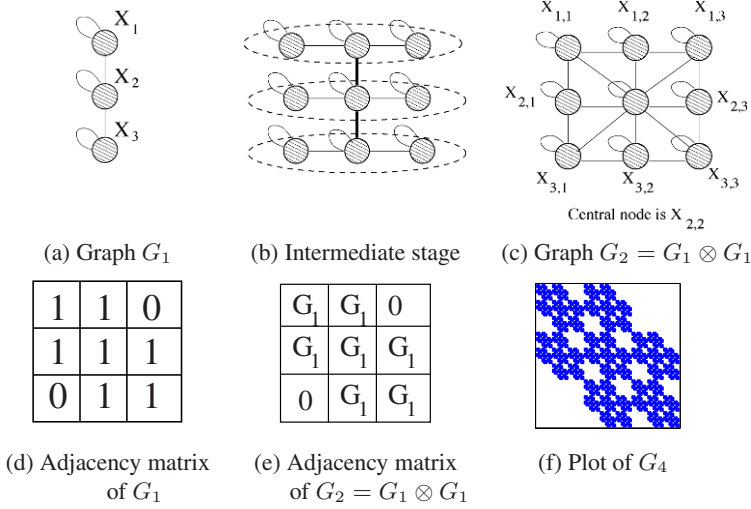 X1
X2
X3
X1,1 X1,2 X1,3
X2,1 X2,3
X3,1 X3,2 X3,3
Central node is X2,2
(a) Graph G1 (b) Intermediate stage (c) Graph G2 = G1 ⊗ G1
1 1 0
1 1 1
0 1 1
G1 G1 0
G1 G1 G1
0 G1 G1
(d) Adjacency matrix
of G1
(e) Adjacency matrix
of G2 = G1 ⊗ G1
(f) Plot of G4